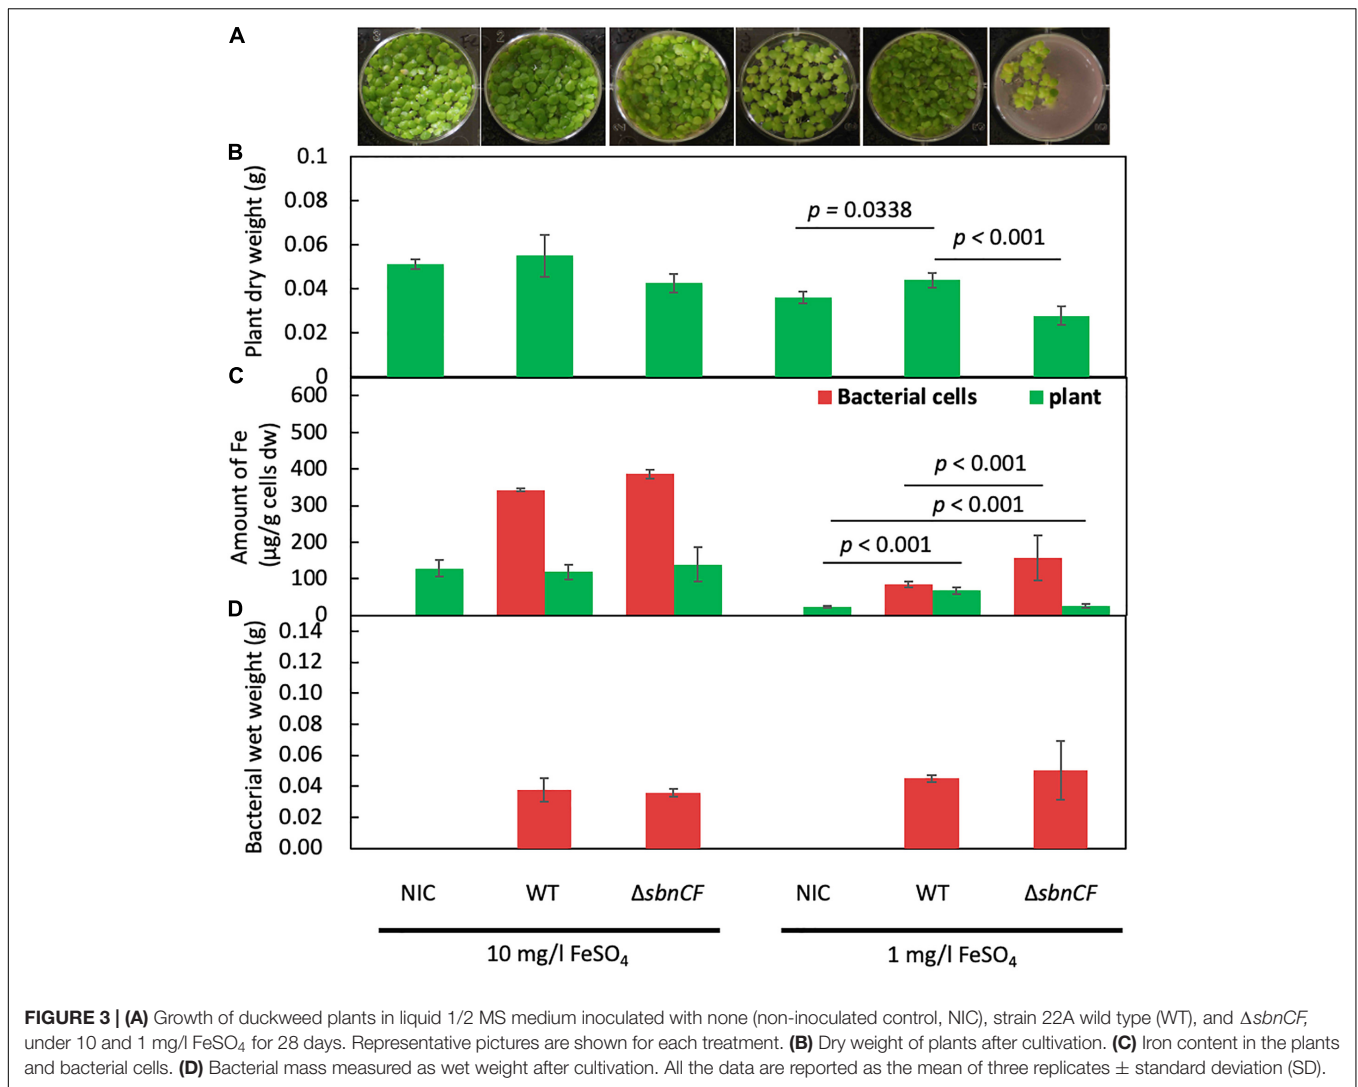 A
B
Plant dry weight (g)
0.1
0.08
0.06
0.04
0.02
0
p = 0.0338
p < 0.001
C
Amount of Fe
(µg/g cells dw)
600
500
400
300
200
100
0
Bacterial cells plant
p < 0.001
p < 0.001
p < 0.001
D
Bacterial wet weight (g)
0.14
0.12
0.10
0.08
0.06
0.04
0.02
0.00
NIC WT ΔsbnCF NIC WT ΔsbnCF
10 mg/l FeSO₄ 1 mg/l FeSO₄
FIGURE 3 | (A) Growth of duckweed plants in liquid 1/2 MS medium inoculated with none (non-inoculated control, NIC), strain 22A wild type (WT), and ΔsbnCF,
under 10 and 1 mg/l FeSO₄ for 28 days. Representative pictures are shown for each treatment. (B) Dry weight of plants after cultivation. (C) Iron content in the plants
and bacterial cells. (D) Bacterial mass measured as wet weight after cultivation. All the data are reported as the mean of three replicates ± standard deviation (SD).